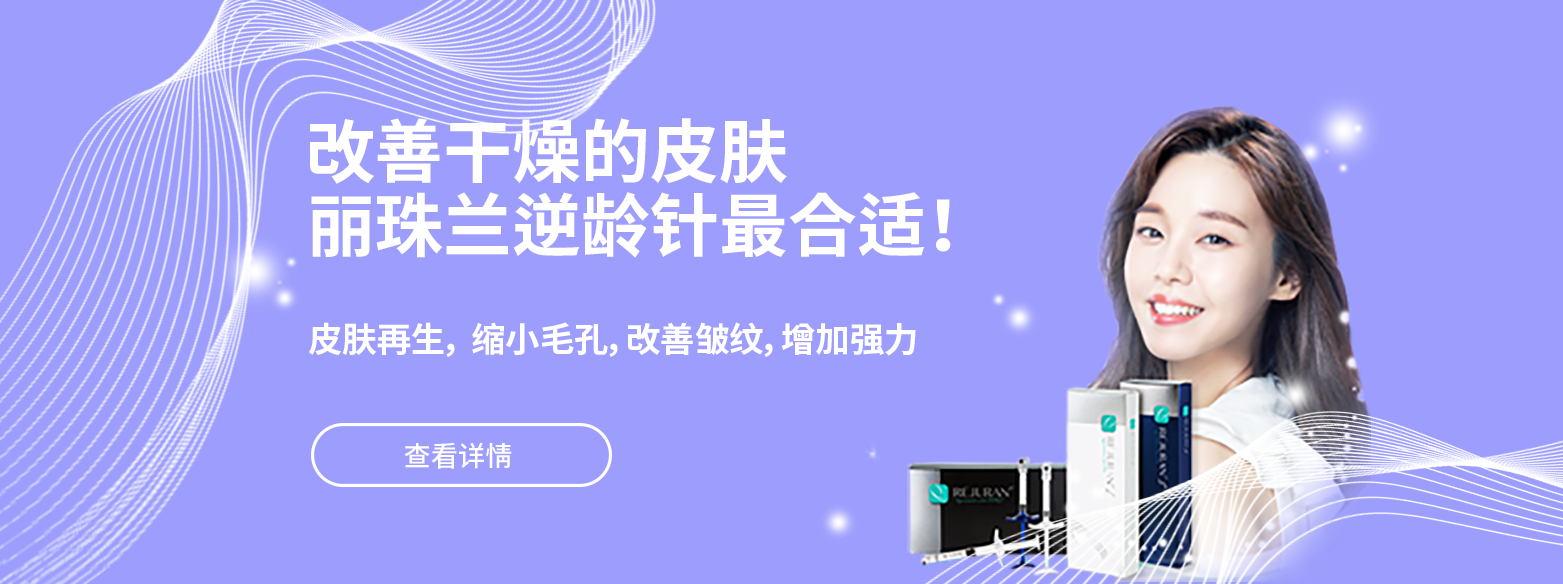 改善干燥的皮肤
丽珠兰逆龄针最合适！
皮肤再生，缩小毛孔，改善皱纹，增加强力
查看详情
REJURAN